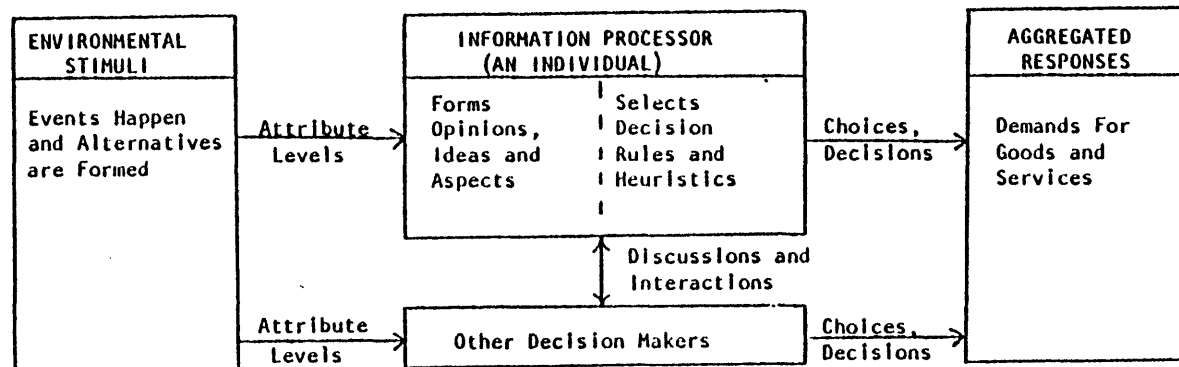 ENVIRONMENTAL
STIMULI
Events Happen
and Alternatives
are Formed
Attribute
Levels
INFORMATION PROCESSOR
(AN INDIVIDUAL)
Forms
Opinions,
Ideas and
Aspects
Selects
Decision
Rules and
Heuristics
Choices,
Decisions
AGGREGATED
RESPONSES
Demands For
Goods and
Services
Discussions and
Interactions
Attribute
Levels
Other Decision Makers
Choices,
Decisions